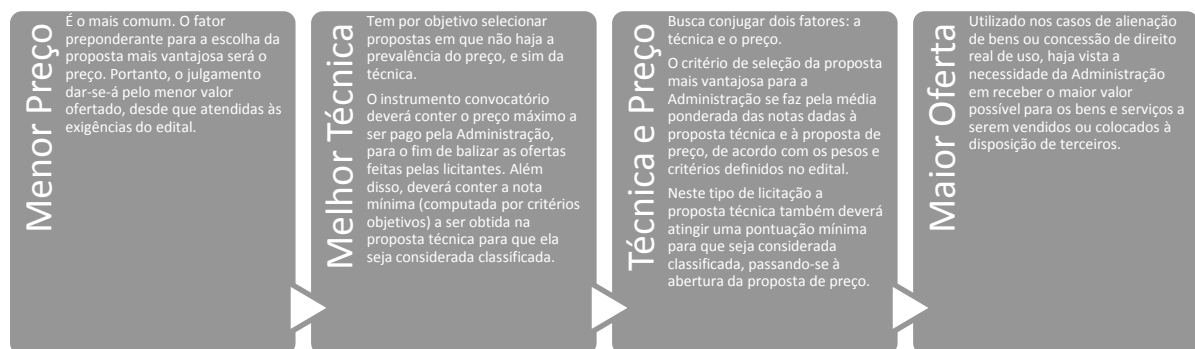 Menor Preço
É o mais comum. O fator
preponderante para a escolha da
proposta mais vantajosa será o
preço. Portanto, o julgamento
dar-se-á pelo menor valor
ofertado, desde que atendidas às
exigências do edital.
Melhor Técnica
Tem por objetivo selecionar
propostas em que não haja a
prevalência do preço, e sim da
técnica.
O instrumento convocatório
deverá conter o preço máximo a
ser pago pela Administração,
para o fim de balizar as ofertas
feitas pelas licitantes. Além
disso, deverá conter a nota
mínima (computada por critérios
objetivos) a ser obtida na
proposta técnica para que ela
seja considerada classificada.
Técnica e Preço
Busca conjugar dois fatores: a
técnica e o preço.
O critério de seleção da proposta
mais vantajosa para a
Administração se faz pela média
ponderada das notas dadas à
proposta técnica e à proposta de
preço, de acordo com os pesos e
critérios definidos no edital.
Neste tipo de licitação a
proposta técnica também deverá
atingir uma pontuação mínima
para que seja considerada
classificada, passando-se à
abertura da proposta de preço.
Maior Oferta
Utilizado nos casos de alienação
de bens ou concessão de direito
real de uso, haja vista a
necessidade da Administração
em receber o maior valor
possível para os bens e serviços a
serem vendidos ou colocados à
disposição de terceiros.